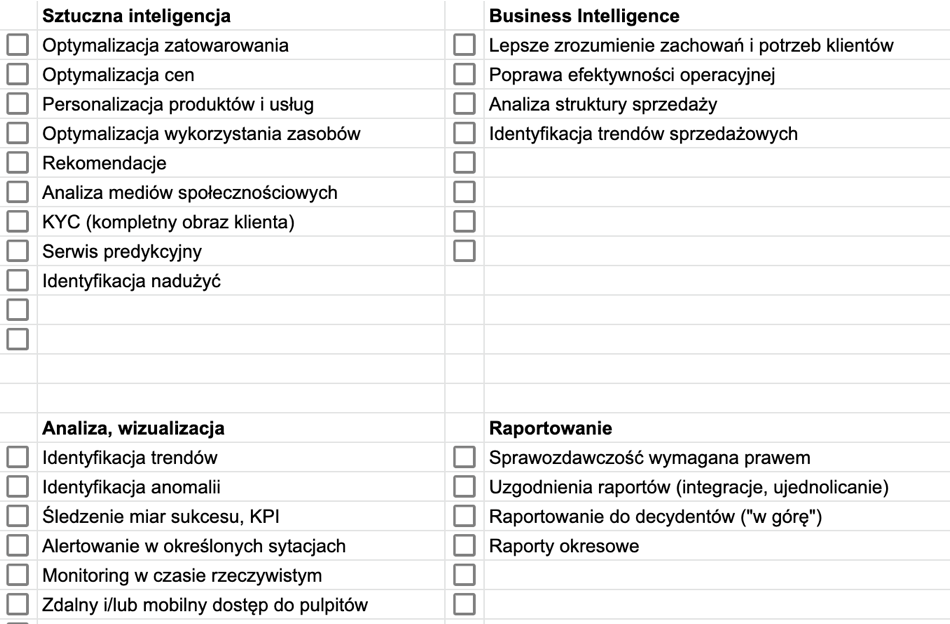 Sztuczna inteligencja
Optymalizacja zatowarowania
Optymalizacja cen
Personalizacja produktów i usług
Optymalizacja wykorzystania zasobów
Rekomendacje
Analiza mediów społecznościowych
KYC (kompletny obraz klienta)
Serwis predykcyjny
Identyfikacja nadużyć
Business Intelligence
Lepsze zrozumienie zachowań i potrzeb klientów
Poprawa efektywności operacyjnej
Analiza struktury sprzedaży
Identyfikacja trendów sprzedażowych
Analiza, wizualizacja
Identyfikacja trendów
Identyfikacja anomalii
Śledzenie miar sukcesu, KPI
Alertowanie w określonych sytacjach
Monitoring w czasie rzeczywistym
Zdalny i/lub mobilny dostęp do pulpitów
Raportowanie
Sprawozdawczość wymagana prawem
Uzgodnienia raportów (integracje, ujednolicanie)
Raportowanie do decydentów ("w górę")
Raporty okresowe